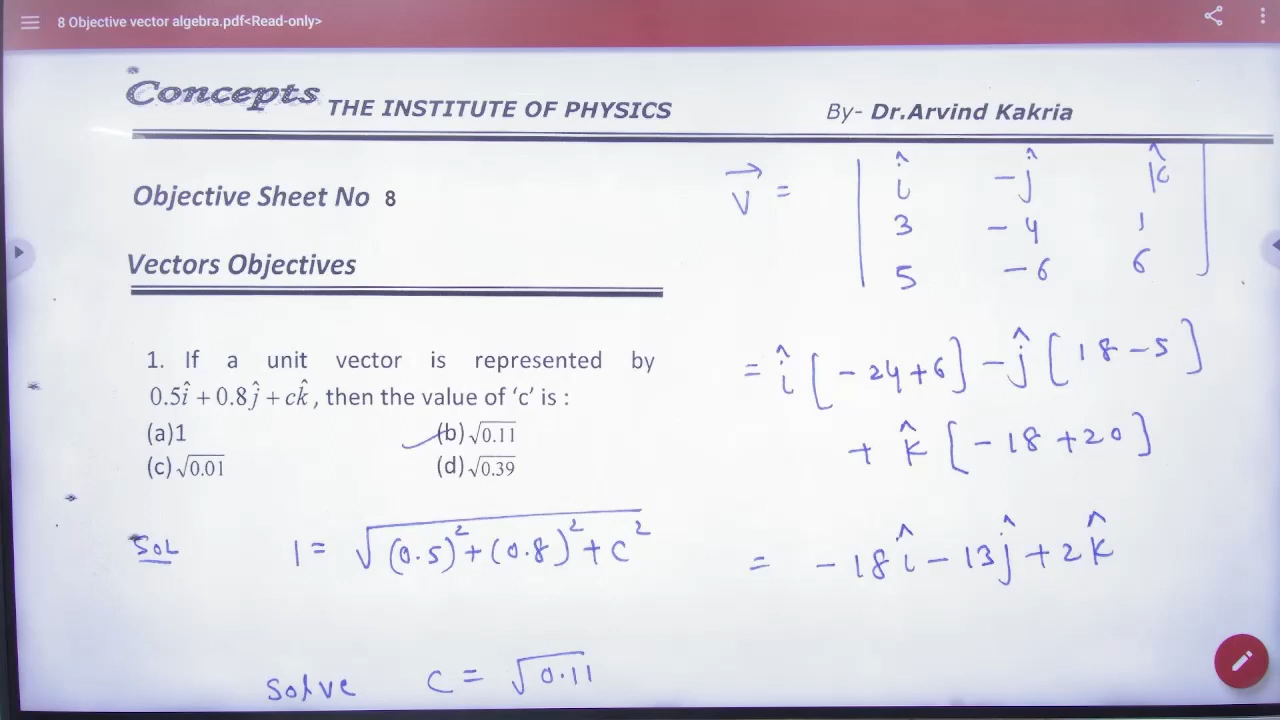 8 Objective vector algebra.pdf<Read-only>
Concepts THE INSTITUTE OF PHYSICS By- Dr.Arvind Kakria
Objective Sheet No 8
Vectors Objectives
1. If a unit vector is represented by
0.5î + 0.8ĵ + ck̂, then the value of 'c' is :
(a)1 (b)√0.11
(c)√0.01 (d)√0.39
SOL 1 = √(0.5)² + (0.8)² + c²
Solve c = √0.11
V⃗ = | î -ĵ k̂ |
3 -4 1
5 -6 6
= î [-24+6] - ĵ [18-5]
+ k̂ [-18+20]
= -18î - 13ĵ + 2k̂